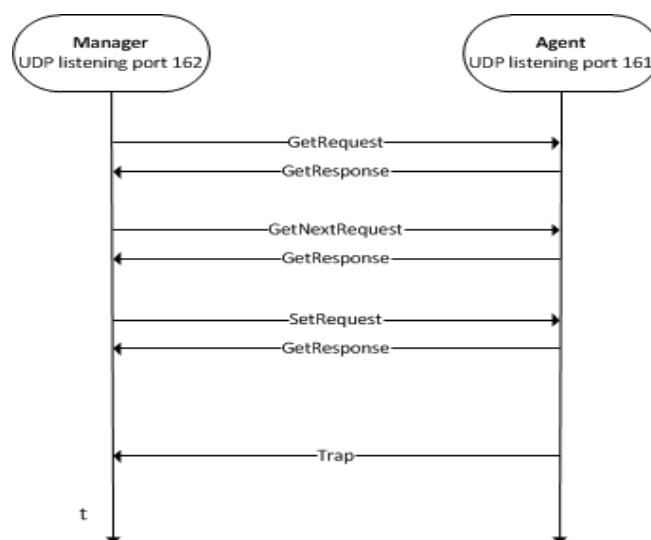 Manager
UDP listening port 162
Agent
UDP listening port 161
GetRequest
GetResponse
GetNextRequest
GetResponse
SetRequest
GetResponse
Trap
t